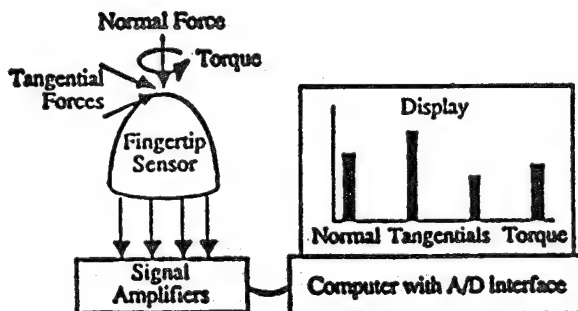 Normal Force
Torque
Tangential
Forces
Fingertip
Sensor
Signal
Amplifiers
Display
Normal Tangentials Torque
Computer with A/D Interface